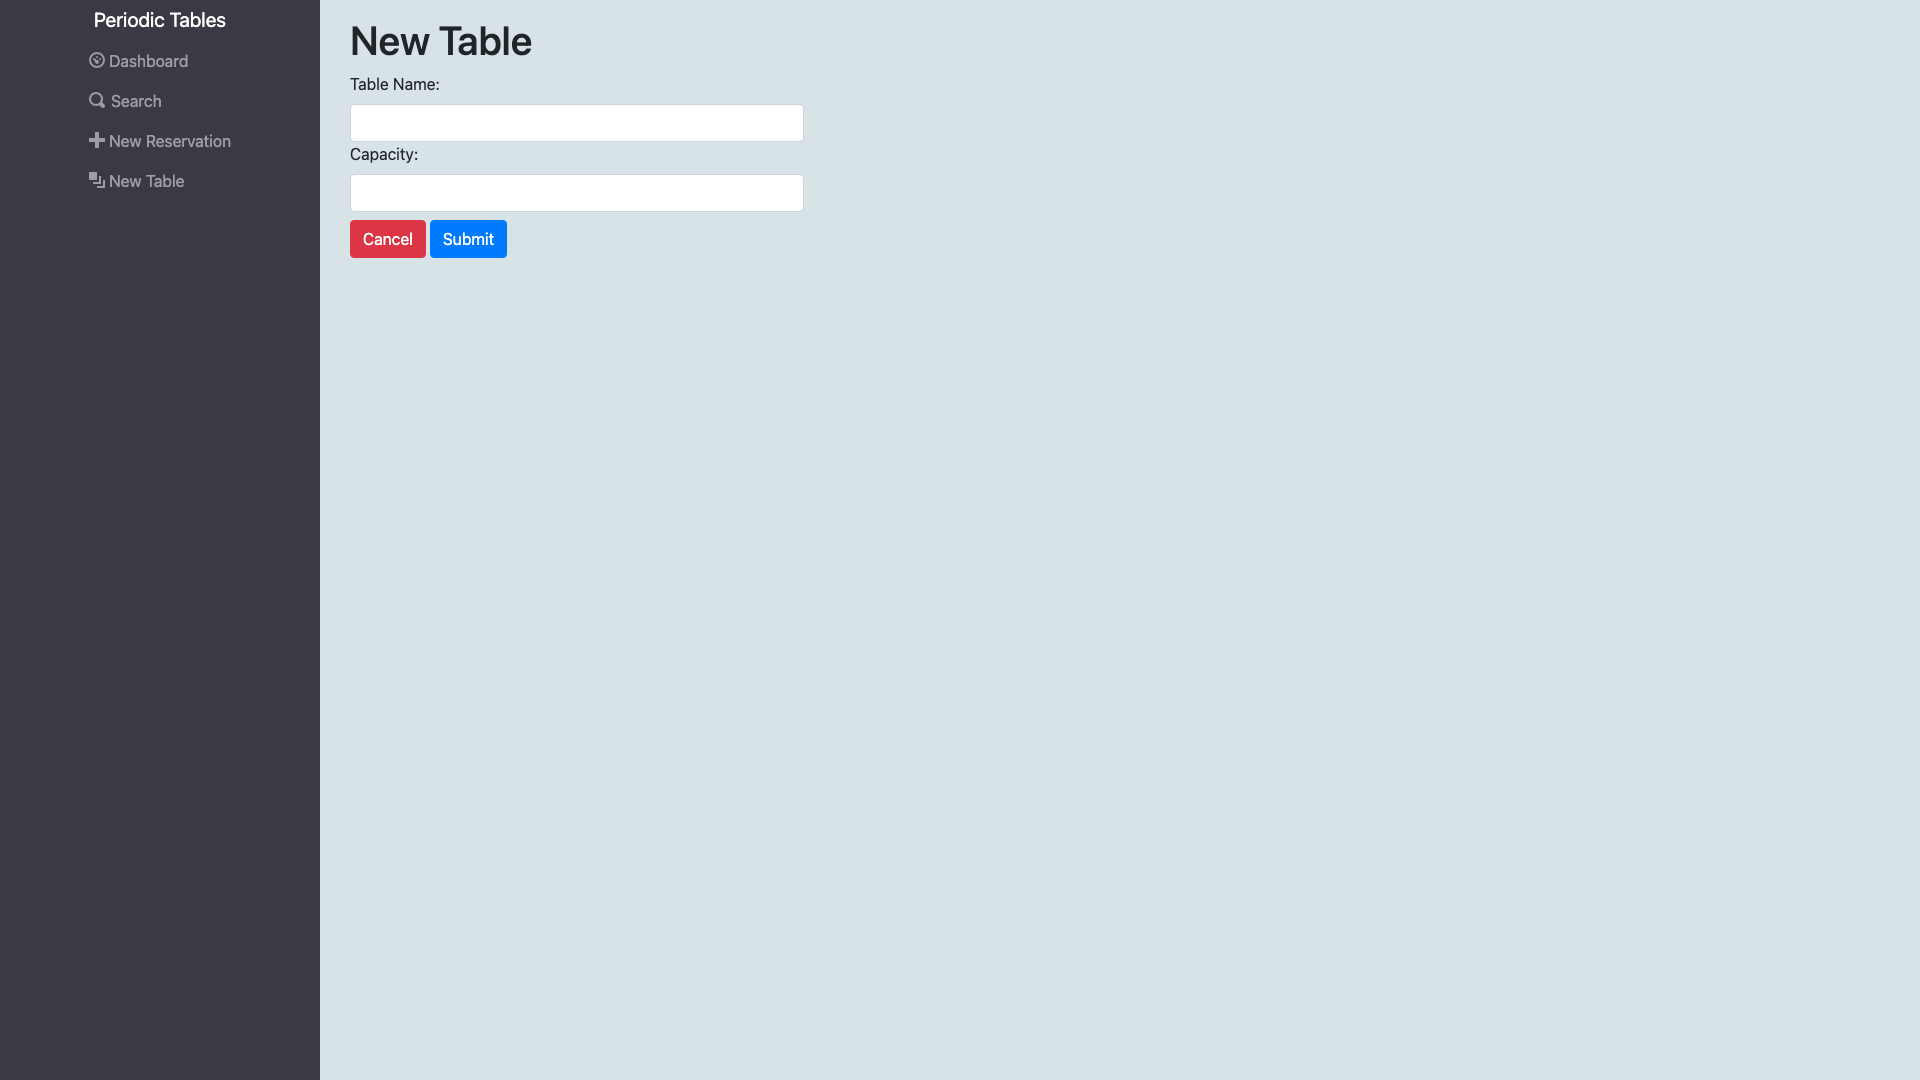 Periodic Tables
Dashboard
Search
New Reservation
New Table
New Table
Table Name:
Capacity:
Cancel Submit